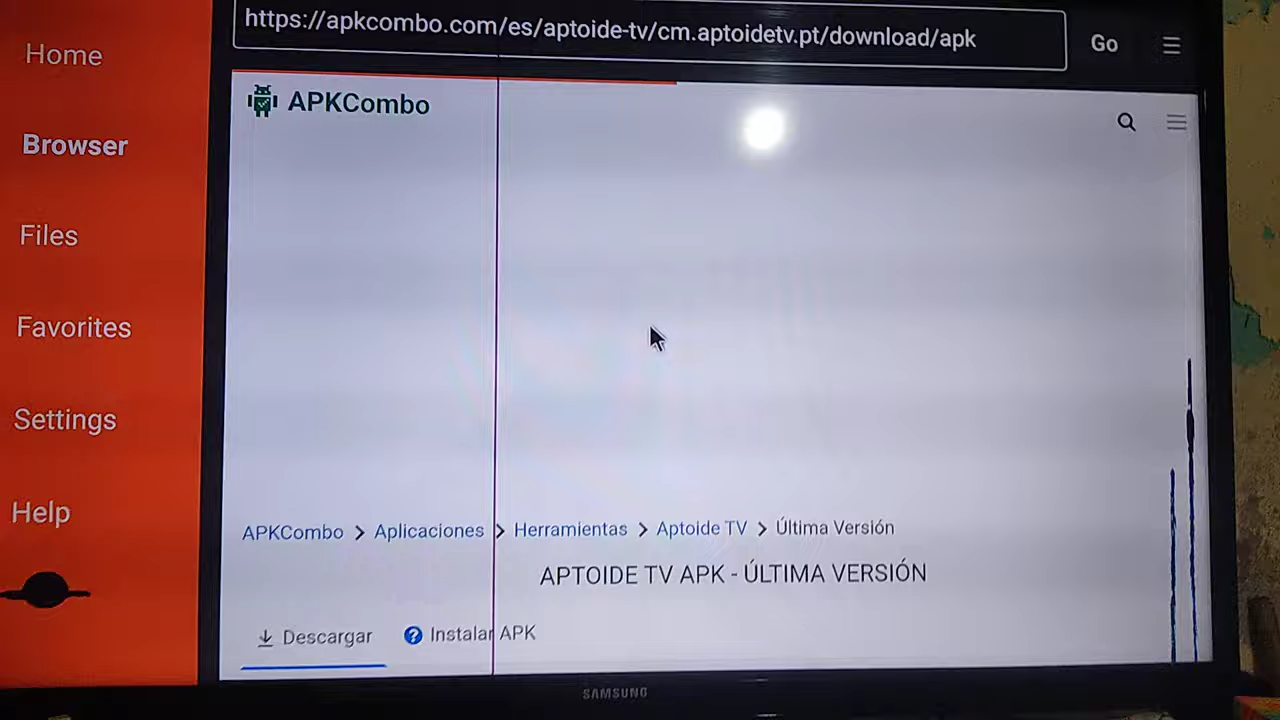 https://apkcombo.com/es/aptoide-tv/cm.aptoidetv.pt/download/apk
Go
Home
Browser
Files
Favorites
Settings
Help
APKCombo
APKCombo > Aplicaciones > Herramientas > Aptoide TV > Última Versión
APTOIDE TV APK - ÚLTIMA VERSIÓN
Descargar ? Instalar APK
SAMSUNG